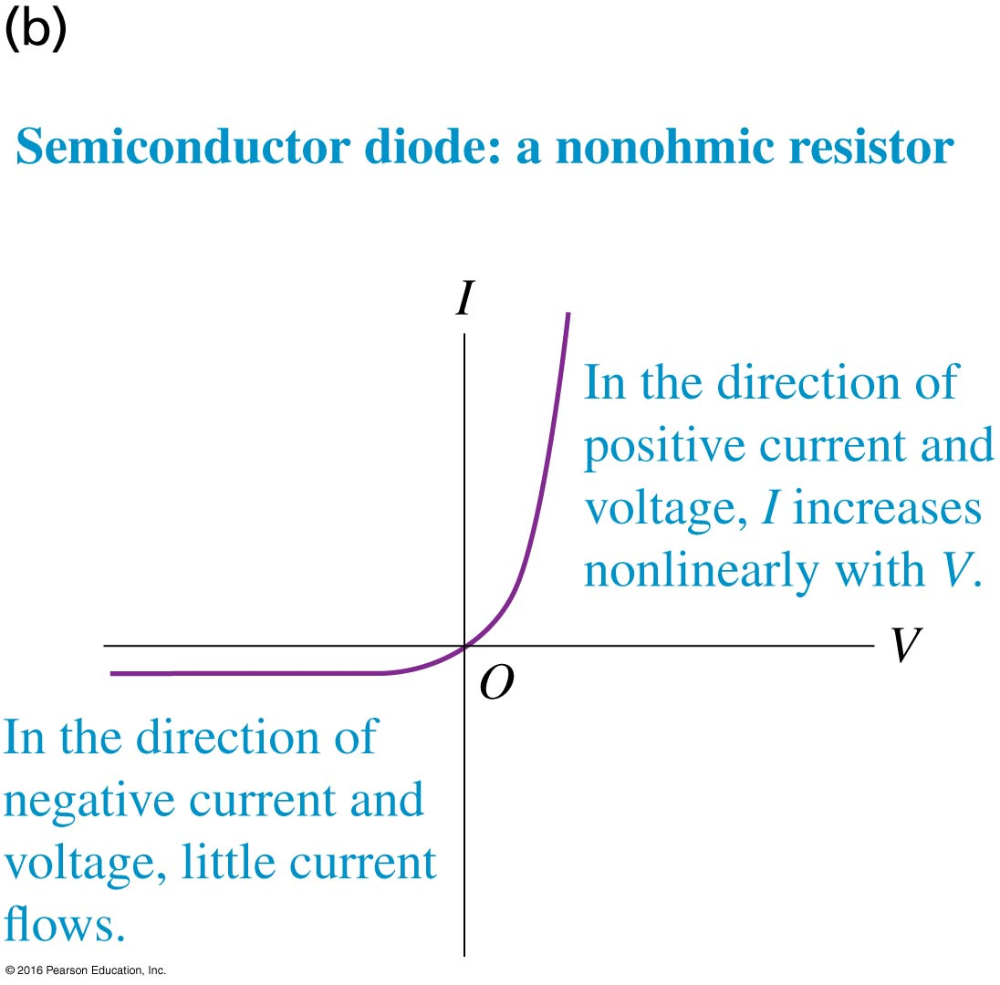 (b)
Semiconductor diode: a nonohmic resistor
I
In the direction of
positive current and
voltage, I increases
nonlinearly with V.
V
O
In the direction of
negative current and
voltage, little current
flows.
© 2016 Pearson Education, Inc.